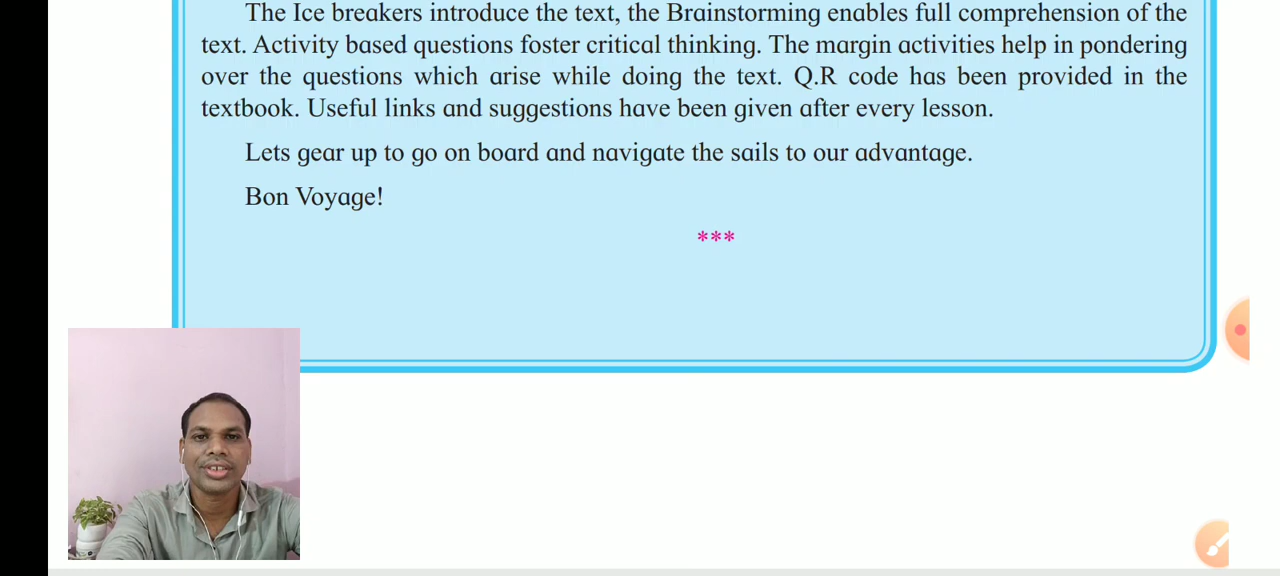 The Ice breakers introduce the text, the Brainstorming enables full comprehension of the
text. Activity based questions foster critical thinking. The margin activities help in pondering
over the questions which arise while doing the text. Q.R code has been provided in the
textbook. Useful links and suggestions have been given after every lesson.
Lets gear up to go on board and navigate the sails to our advantage.
Bon Voyage!
***